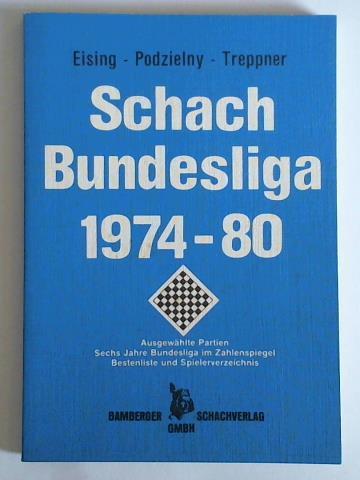 Eising - Podzielny - Treppner
Schach
Bundesliga
1974-80
Ausgewählte Partien
Sechs Jahre Bundesliga im Zahlenspiegel
Bestenliste und Spielerverzeichnis
BAMBERGER SCHACHVERLAG
GMBH